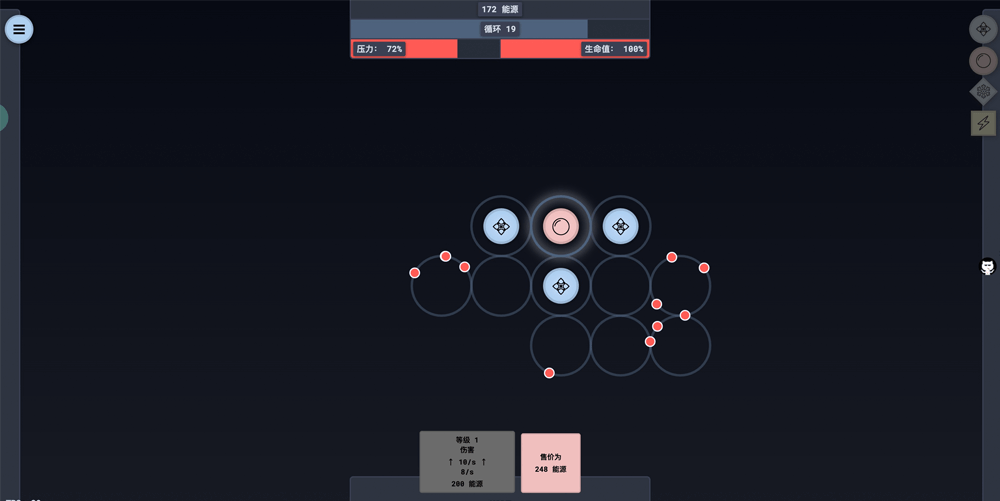 172 能源
循环 19
压力： 72%
生命值： 100%
等级 1
伤害
↑ 10/s ↑
8/s
200 能源
售价为
248 能源